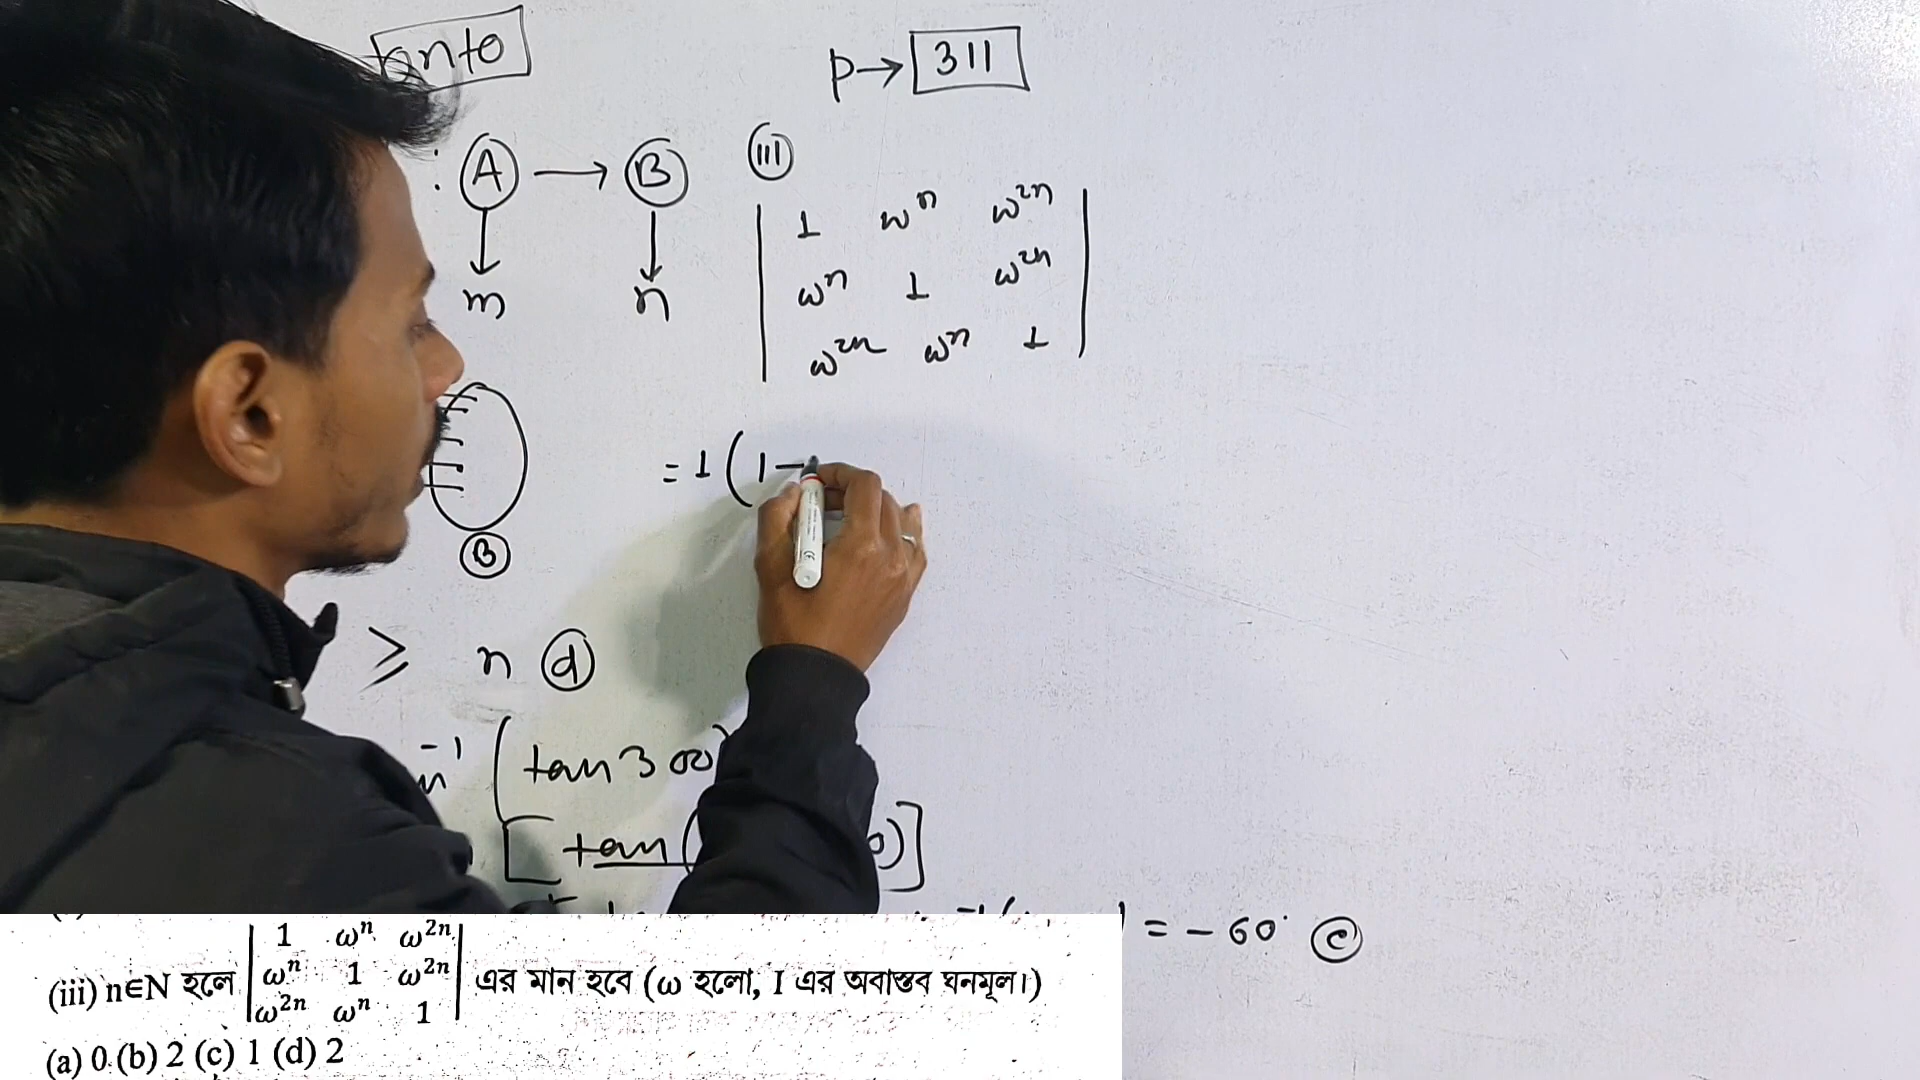 onto
p→ 311
: A → B
m n
(iii)
1 ωⁿ ω²ⁿ
ωⁿ 1 ω²ⁿ
ω²ⁿ ωⁿ 1
= 1 (1 -
B
≥ n (d)
-1 (tan 300
[tan( 0)]
= - 60° (c)
(iii) n∈N হলে
1 ωⁿ ω²ⁿ
ωⁿ 1 ω²ⁿ
ω²ⁿ ωⁿ 1
এর মান হবে (ω হলো, I এর অবাস্তব ঘনমূল।)
(a) 0 (b) 2 (c) 1 (d) 2